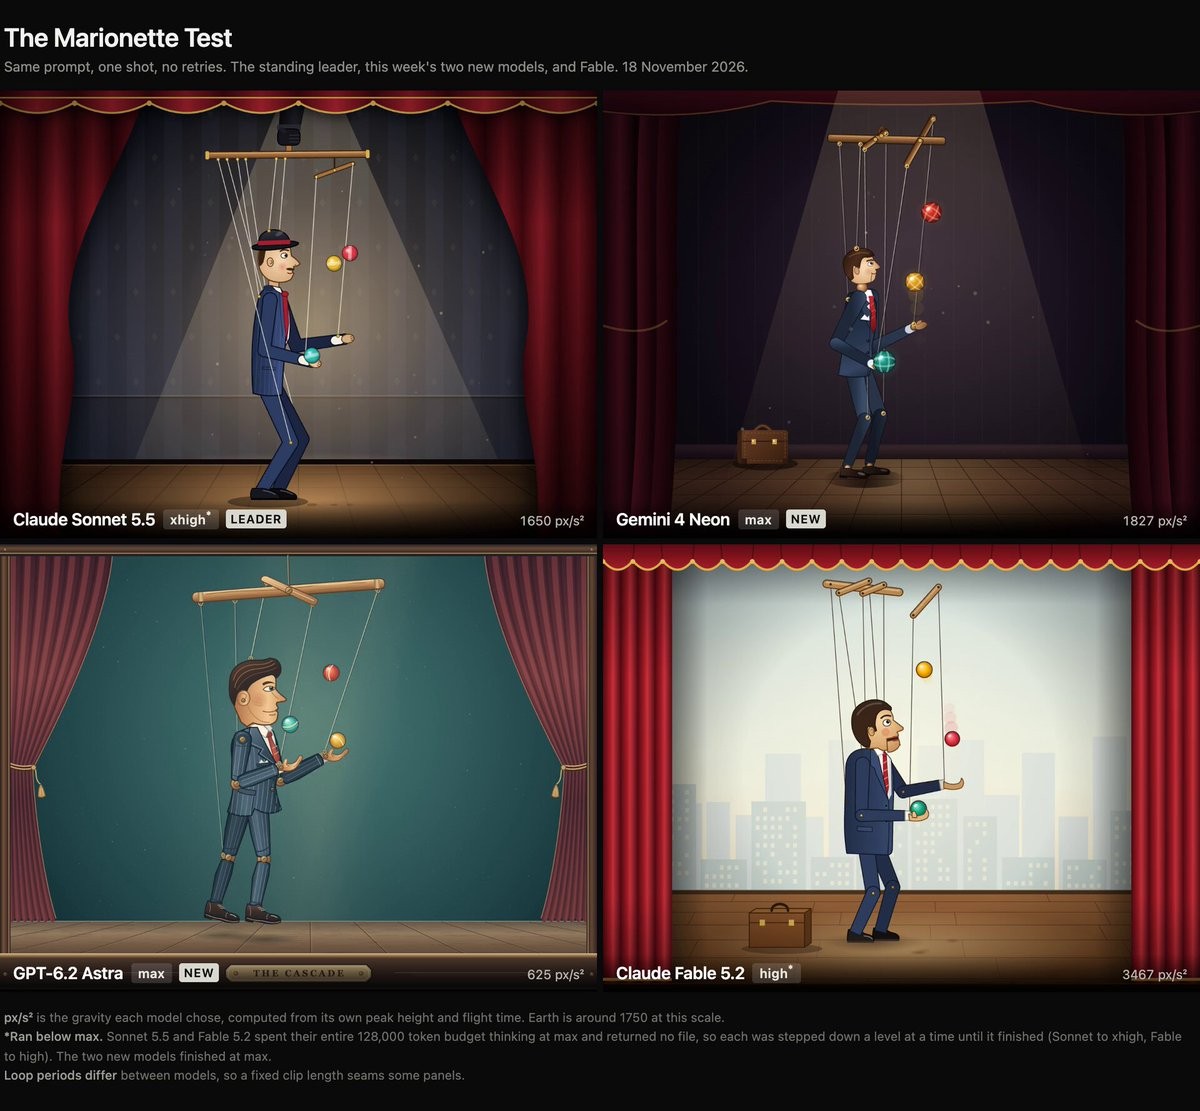 The Marionette Test
Same prompt, one shot, no retries. The standing leader, this week's two new models, and Fable. 18 November 2026.
Claude Sonnet 5.5 xhigh* LEADER 1650 px/s²
Gemini 4 Neon max NEW 1827 px/s²
GPT-6.2 Astra max NEW THE CASCADE 625 px/s²
Claude Fable 5.2 high* 3467 px/s²
px/s² is the gravity each model chose, computed from its own peak height and flight time. Earth is around 1750 at this scale.
*Ran below max. Sonnet 5.5 and Fable 5.2 spent their entire 128,000 token budget thinking at max and returned no file, so each was stepped down a level at a time until it finished (Sonnet to xhigh, Fable
to high). The two new models finished at max.
Loop periods differ between models, so a fixed clip length seams some panels.